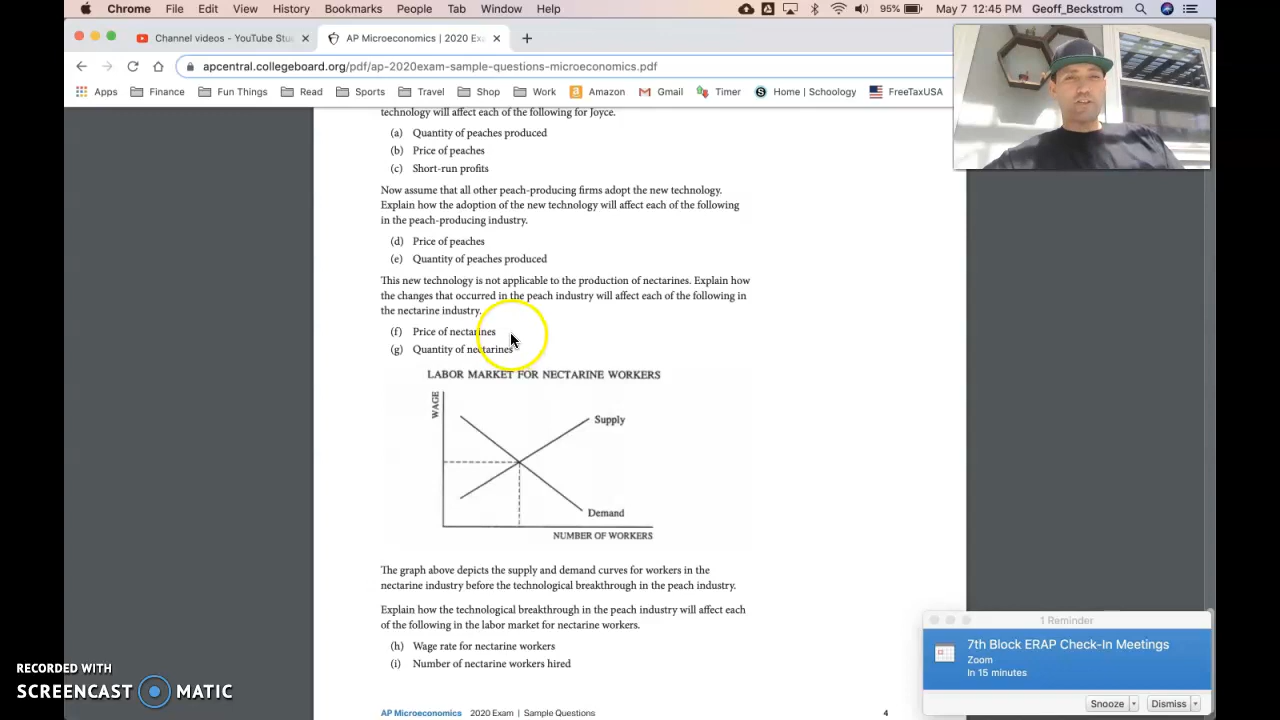 Chrome File Edit View History Bookmarks People Tab Window Help 95% May 7 12:45 PM Geoff_Beckstrom
Channel videos - YouTube Stu
AP Microeconomics | 2020 Exa
apcentral.collegeboard.org/pdf/ap-2020exam-sample-questions-microeconomics.pdf
Apps Finance Fun Things Read Sports Travel Shop Work Amazon Gmail Timer Home | Schoology FreeTaxUSA
technology will affect each of the following for Joyce.
(a) Quantity of peaches produced
(b) Price of peaches
(c) Short-run profits
Now assume that all other peach-producing firms adopt the new technology.
Explain how the adoption of the new technology will affect each of the following
in the peach-producing industry.
(d) Price of peaches
(e) Quantity of peaches produced
This new technology is not applicable to the production of nectarines. Explain how
the changes that occurred in the peach industry will affect each of the following in
the nectarine industry.
(f) Price of nectarines
(g) Quantity of nectarines
LABOR MARKET FOR NECTARINE WORKERS
WAGE
Supply
Demand
NUMBER OF WORKERS
The graph above depicts the supply and demand curves for workers in the
nectarine industry before the technological breakthrough in the peach industry.
Explain how the technological breakthrough in the peach industry will affect each
of the following in the labor market for nectarine workers.
(h) Wage rate for nectarine workers
(i) Number of nectarine workers hired
AP Microeconomics 2020 Exam | Sample Questions 4
1 Reminder
7th Block ERAP Check-In Meetings
Zoom
In 15 minutes
Snooze Dismiss
RECORDED WITH
SCREENCAST MATIC